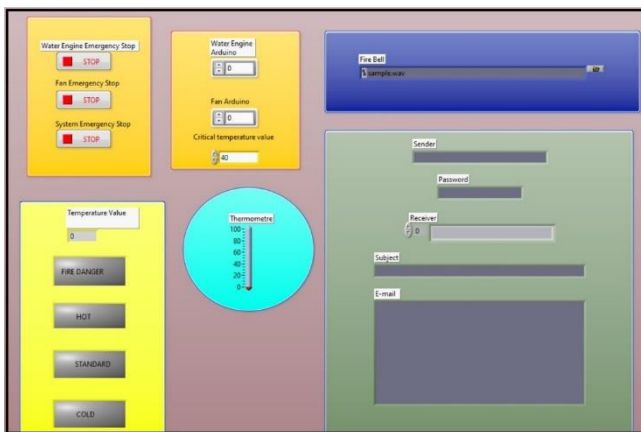 Water Engine Emergency Stop
STOP
Fan Emergency Stop
STOP
System Emergency Stop
STOP
Water Engine
Arduino
0
Fan Arduino
0
Critical temperature value
40
Fire Bell
sample.wav
Sender
Password
Receiver
0
Subject
E-mail
Temperature Value
0
FIRE DANGER
HOT
STANDARD
COLD
Thermometre
100
80
60
40
20
0